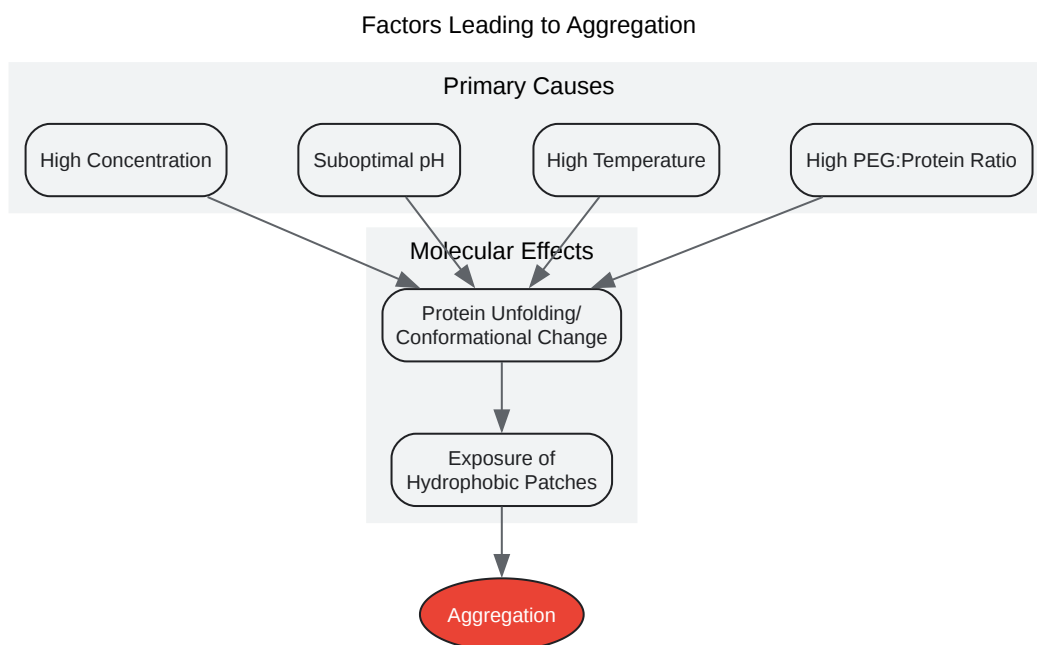 Factors Leading to Aggregation
Primary Causes
High Concentration
Suboptimal pH
High Temperature
High PEG:Protein Ratio
Molecular Effects
Protein Unfolding/
Conformational Change
Exposure of
Hydrophobic Patches
Aggregation